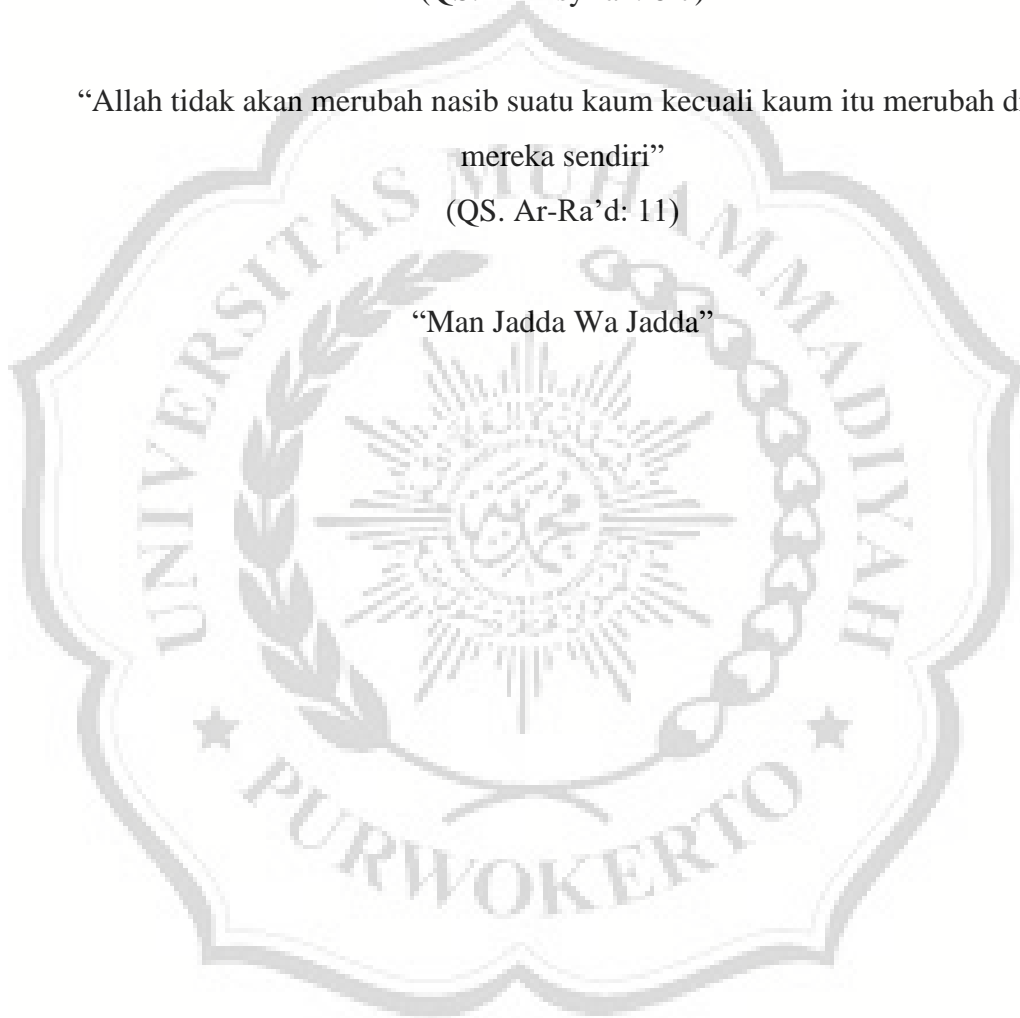 “Allah tidak akan merubah nasib suatu kaum kecuali kaum itu merubah
mereka sendiri”
(QS. Ar-Ra’d: 11)
“Man Jadda Wa Jadda”
UNIVERSITAS MUHAMMADIYAH
PURWOKERTO